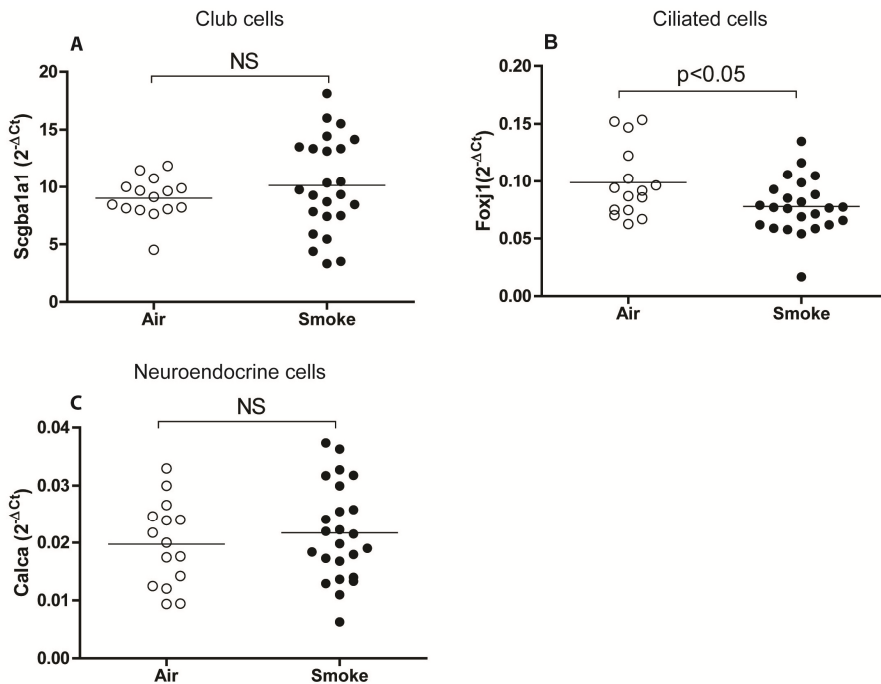 Club cells
A
NS
20
15
10
5
0
Scgba1a1 (2-ΔCt)
Air
Smoke
Ciliated cells
B
p<0.05
0.20
0.15
0.10
0.05
0.00
Foxj1(2-ΔCt)
Air
Smoke
Neuroendocrine cells
C
NS
0.04
0.03
0.02
0.01
0.00
Calca (2-ΔCt)
Air
Smoke